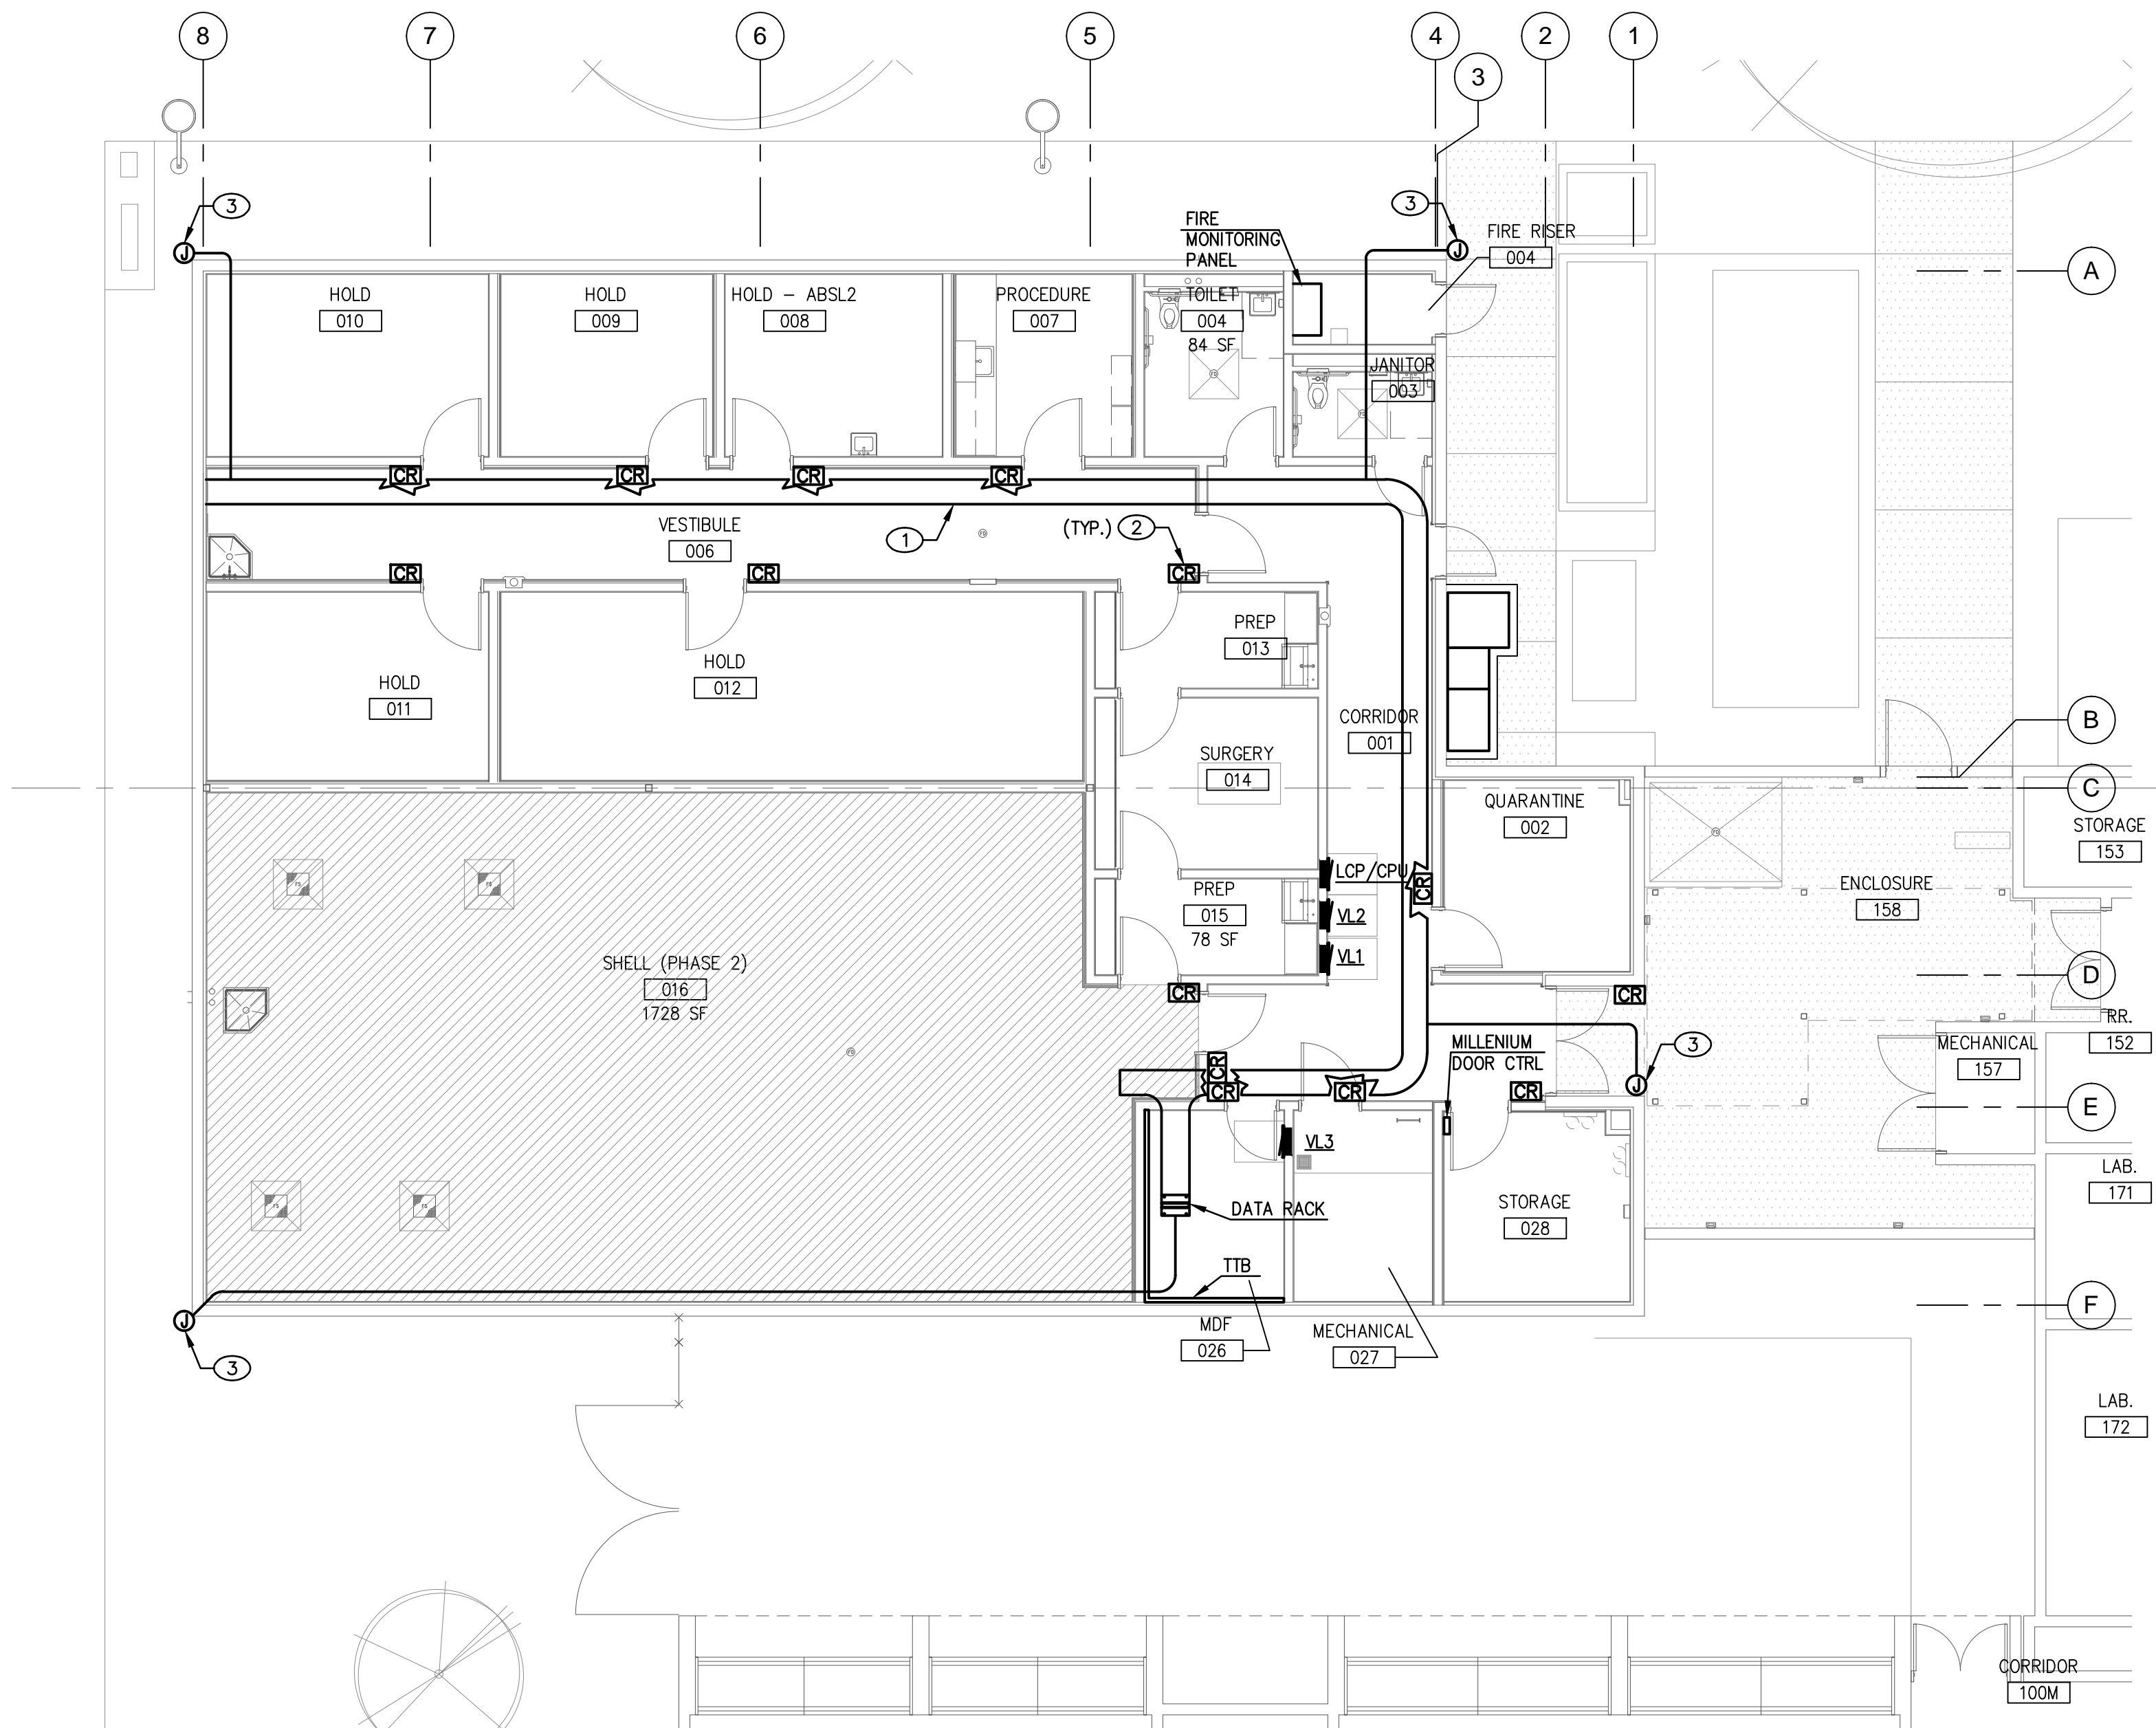 8
7
6
5
4
2
1
3
3
3
FIRE
MONITORING
PANEL
FIRE RISER
004
A
J
J
HOLD
010
HOLD
009
HOLD - ABSL2
008
PROCEDURE
007
TOILET
004
84 SF
JANITOR
003
CR
CR
CR
CR
VESTIBULE
006
1
(TYP.)
2
CR
CR
CR
PREP
013
HOLD
012
HOLD
011
CORRIDOR
001
SURGERY
014
B
C
QUARANTINE
002
STORAGE
153
LCP/CPU
CR
ENCLOSURE
158
PREP
015
78 SF
VL2
VL1
SHELL (PHASE 2)
016
1728 SF
CR
CR
D
RR.
152
MILLENIUM
DOOR CTRL
3
MECHANICAL
157
CR
CR
CR
CR
J
E
VL3
LAB.
171
DATA RACK
STORAGE
028
TTB
F
J
MDF
026
MECHANICAL
027
3
LAB.
172
CORRIDOR
100M